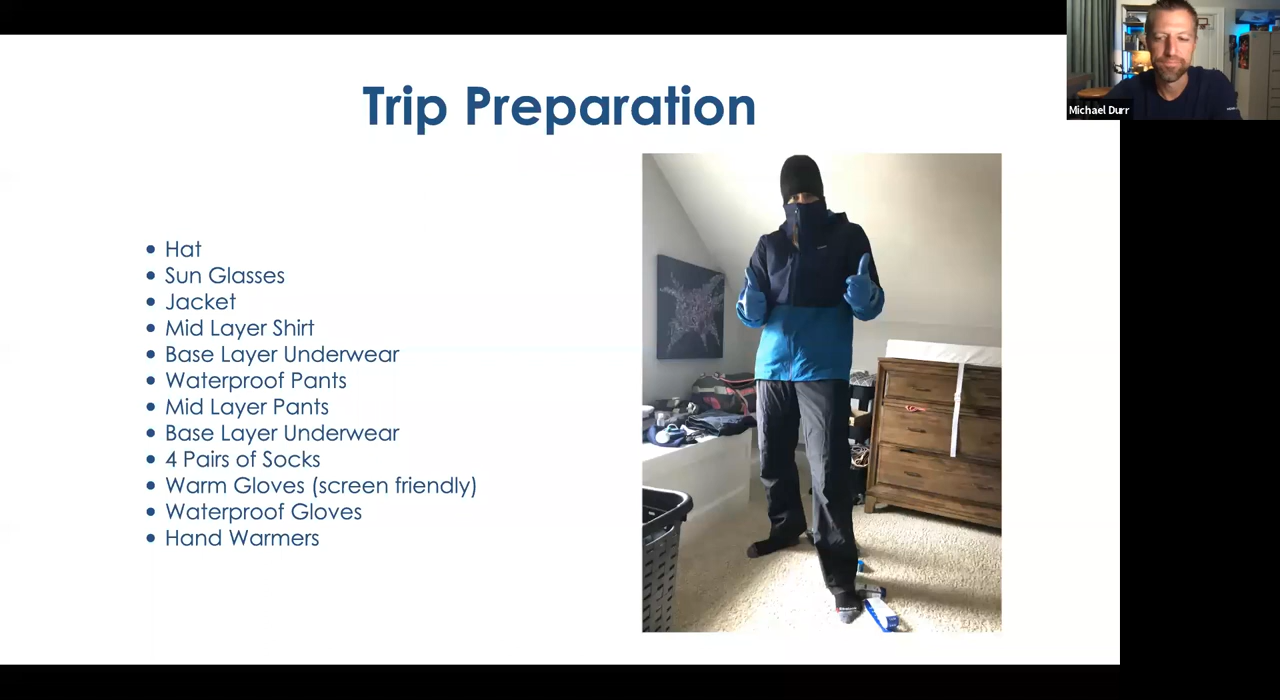 Trip Preparation
Hat
Sun Glasses
Jacket
Mid Layer Shirt
Base Layer Underwear
Waterproof Pants
Mid Layer Pants
Base Layer Underwear
4 Pairs of Socks
Warm Gloves (screen friendly)
Waterproof Gloves
Hand Warmers
Michael Durr